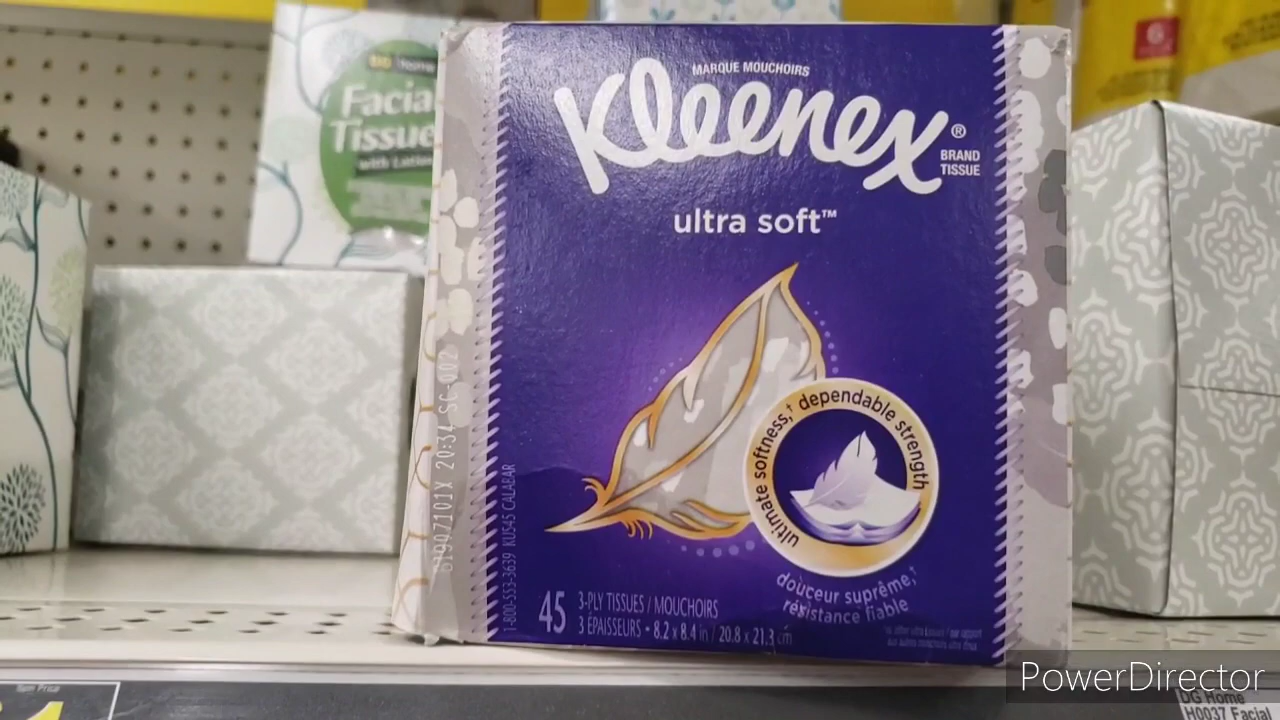 MARQUE MOUCHOIRS
Kleenex®
BRAND
TISSUE
ultra soft™
ultimate softness,† dependable strength
douceur suprême,†
résistance fiable
45 3-PLY TISSUES / MOUCHOIRS
3 ÉPAISSEURS • 8.2 x 8.4 in / 20.8 x 21.3 cm
1-800-553-3639 KU545 CALABAR
Facial
Tissue
with Lotion
PowerDirector
DG Home
H0037 Facial